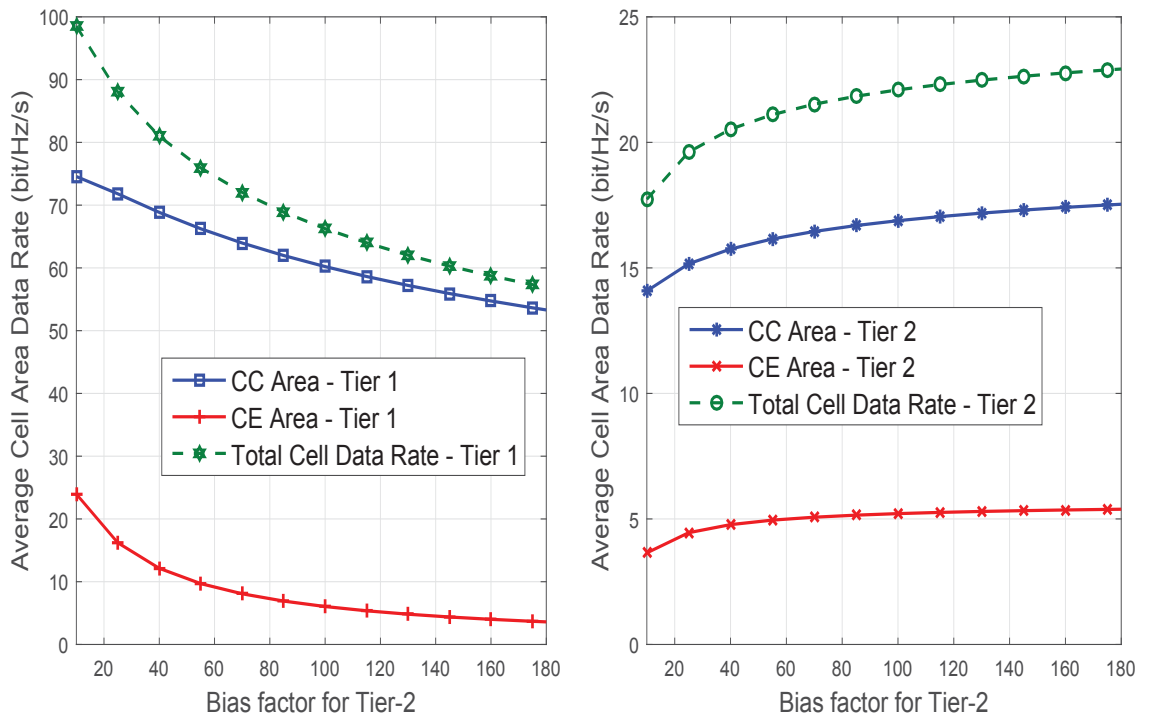 Average Cell Area Data Rate (bit/Hz/s)
100
90
80
70
60
50
40
30
20
10
0
CC Area - Tier 1
CE Area - Tier 1
Total Cell Data Rate - Tier 1
20 40 60 80 100 120 140 160 180
Bias factor for Tier-2
Average Cell Area Data Rate (bit/Hz/s)
25
20
15
10
5
0
CC Area - Tier 2
CE Area - Tier 2
Total Cell Data Rate - Tier 2
20 40 60 80 100 120 140 160 180
Bias factor for Tier-2